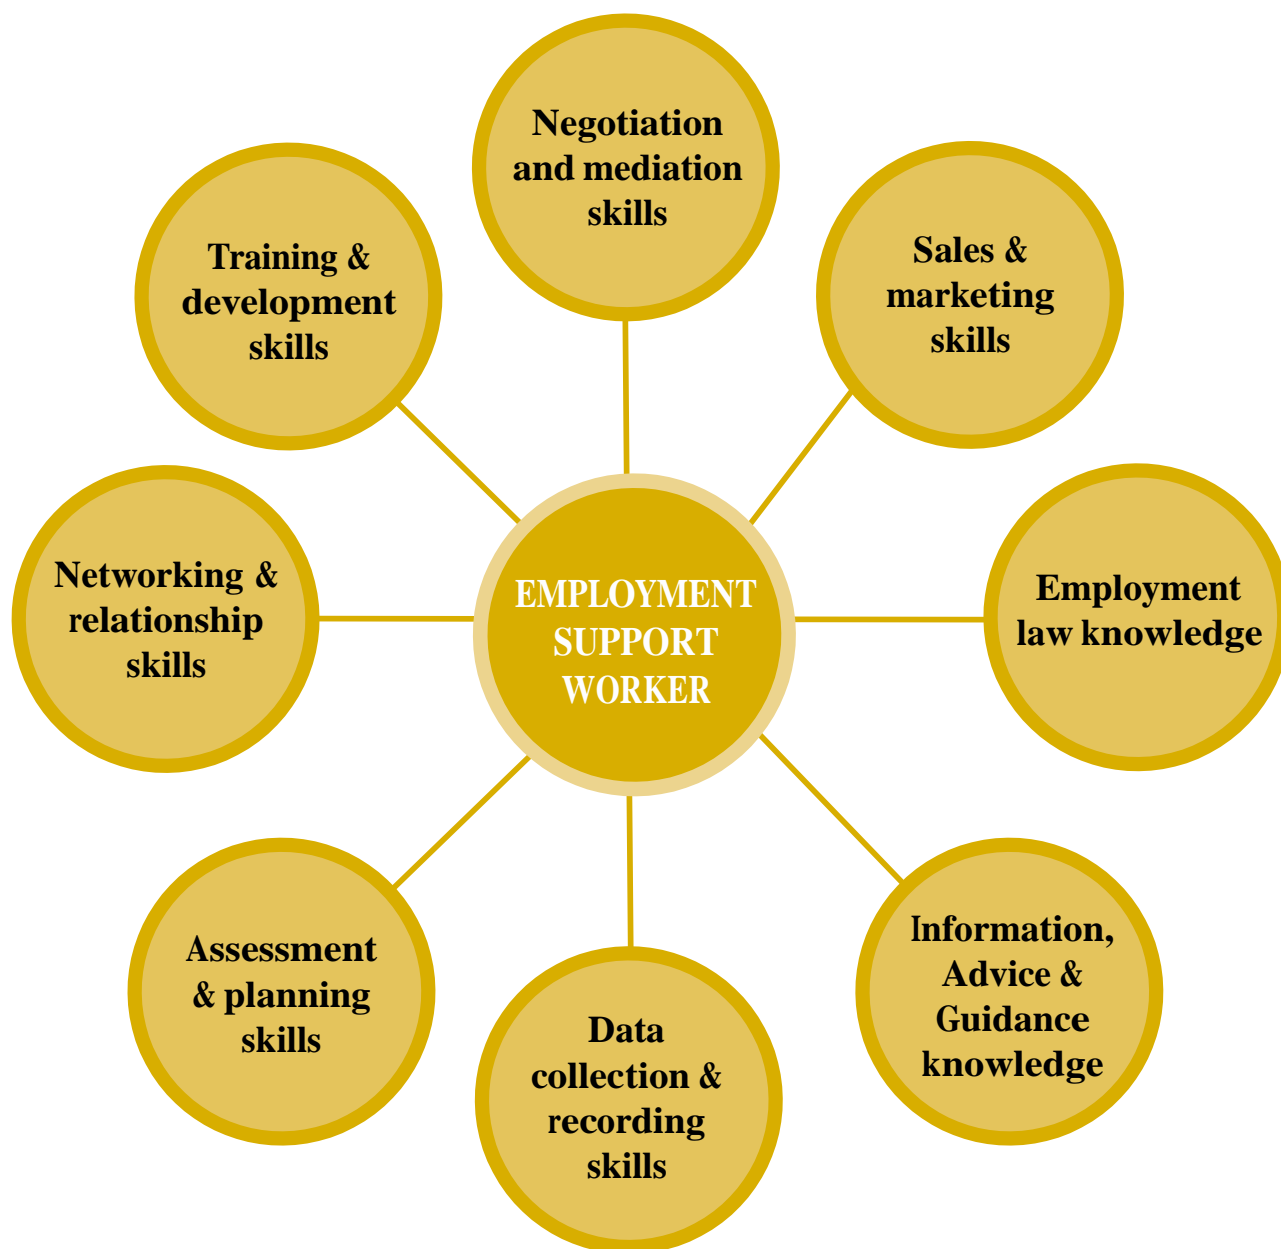 Negotiation
and mediation
skills
Sales &
marketing
skills
Employment
law knowledge
Information,
Advice &
Guidance
knowledge
Data
collection &
recording
skills
Assessment
& planning
skills
Networking &
relationship
skills
Training &
development
skills
EMPLOYMENT
SUPPORT
WORKER